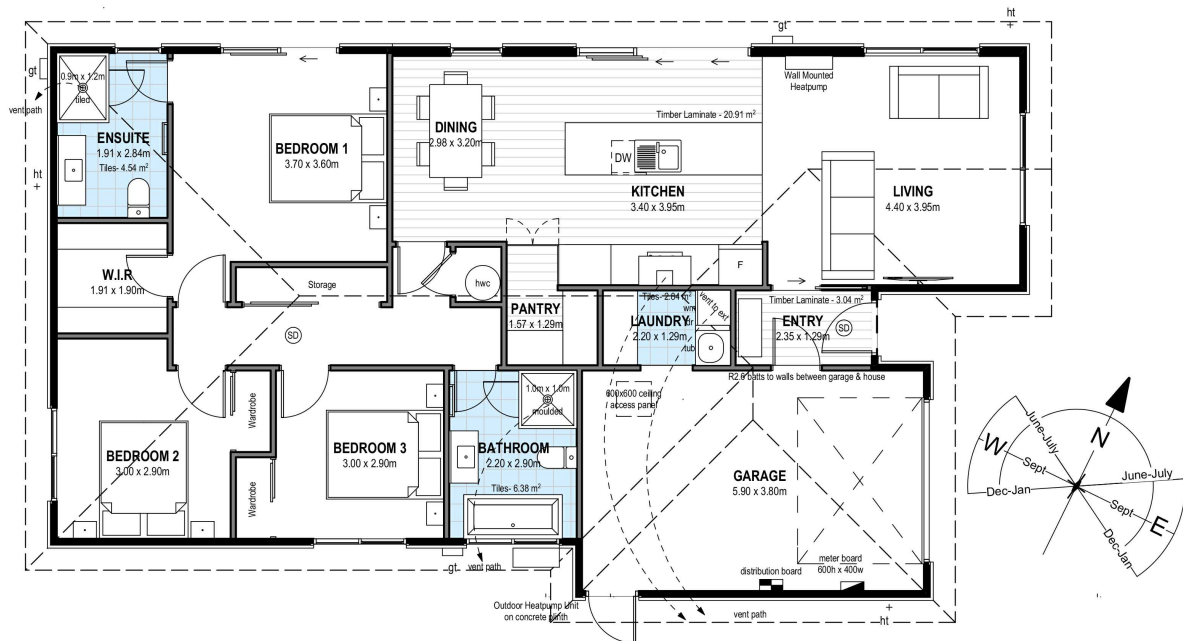 ht
gt
gt
0.9m x 1.2m
tiled
vent path
ENSUITE
1.91 x 2.84m
Tiles- 4.54 m²
ht
BEDROOM 1
3.70 x 3.60m
DINING
2.98 x 3.20m
Timber Laminate - 20.91 m²
Wall Mounted
Heatpump
DW
KITCHEN
3.40 x 3.95m
LIVING
4.40 x 3.95m
W.I.R
1.91 x 1.90m
Storage
hwc
F
PANTRY
1.57 x 1.29m
Tiles- 2.84 m²
wm
dr
vent to ext
LAUNDRY
2.20 x 1.29m
tub
Timber Laminate - 3.04 m²
ENTRY
2.35 x 1.29m
SD
SD
R2.6 batts to walls between garage & house
600x600 ceiling
access panel
Wardrobe
Wardrobe
BEDROOM 2
3.00 x 2.90m
BEDROOM 3
3.00 x 2.90m
1.0m x 1.0m
moulded
BATHROOM
2.20 x 2.90m
Tiles- 6.38 m²
GARAGE
5.90 x 3.80m
gt
vent path
Outdoor Heatpump Unit
on concrete plinth
distribution board
meter board
600h x 400w
vent path
ht
June-July
N
W
Sept
June-July
Dec-Jan
Sept
E
Dec-Jan